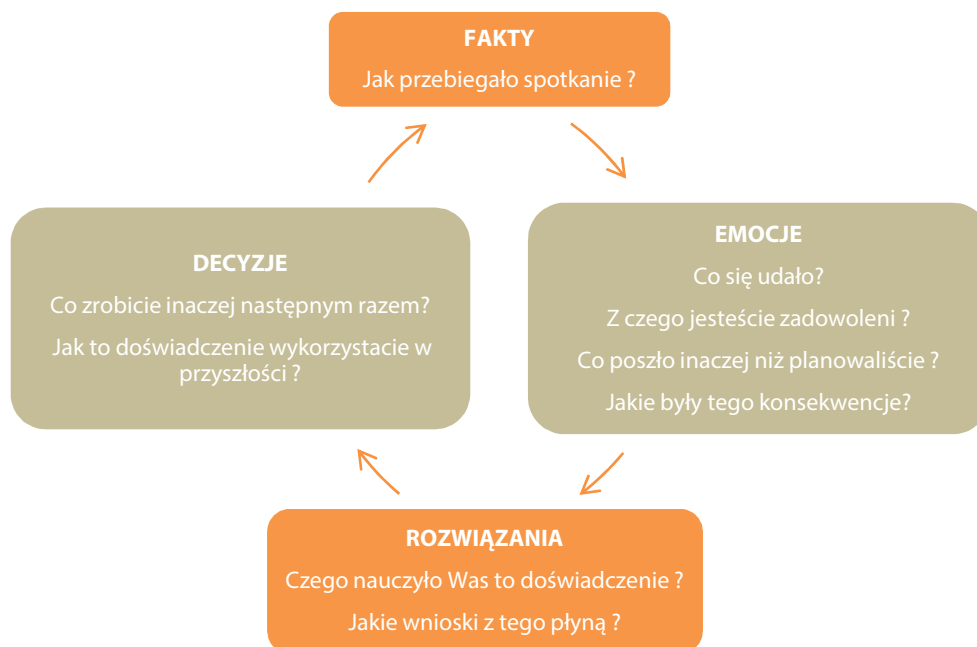 FAKTY
Jak przebiegało spotkanie ?
EMOCJE
Co się udało?
Z czego jesteście zadowoleni ?
Co poszło inaczej niż planowaliście ?
Jakie były tego konsekwencje?
ROZWIĄZANIA
Czego nauczyło Was to doświadczenie ?
Jakie wnioski z tego płyną ?
DECYZJE
Co zrobicie inaczej następnym razem?
Jak to doświadczenie wykorzystacie w
przyszłości ?